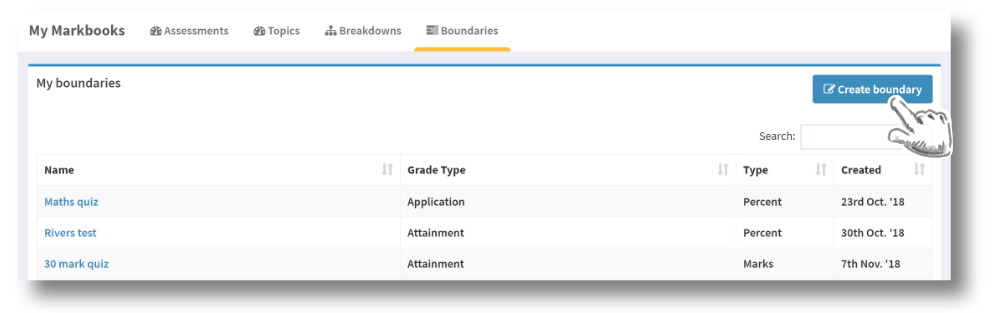 My Markbooks Assessments Topics Breakdowns Boundaries
My boundaries
Create boundary
Search:
Name Grade Type Type Created
Maths quiz Application Percent 23rd Oct. '18
Rivers test Attainment Percent 30th Oct. '18
30 mark quiz Attainment Marks 7th Nov. '18